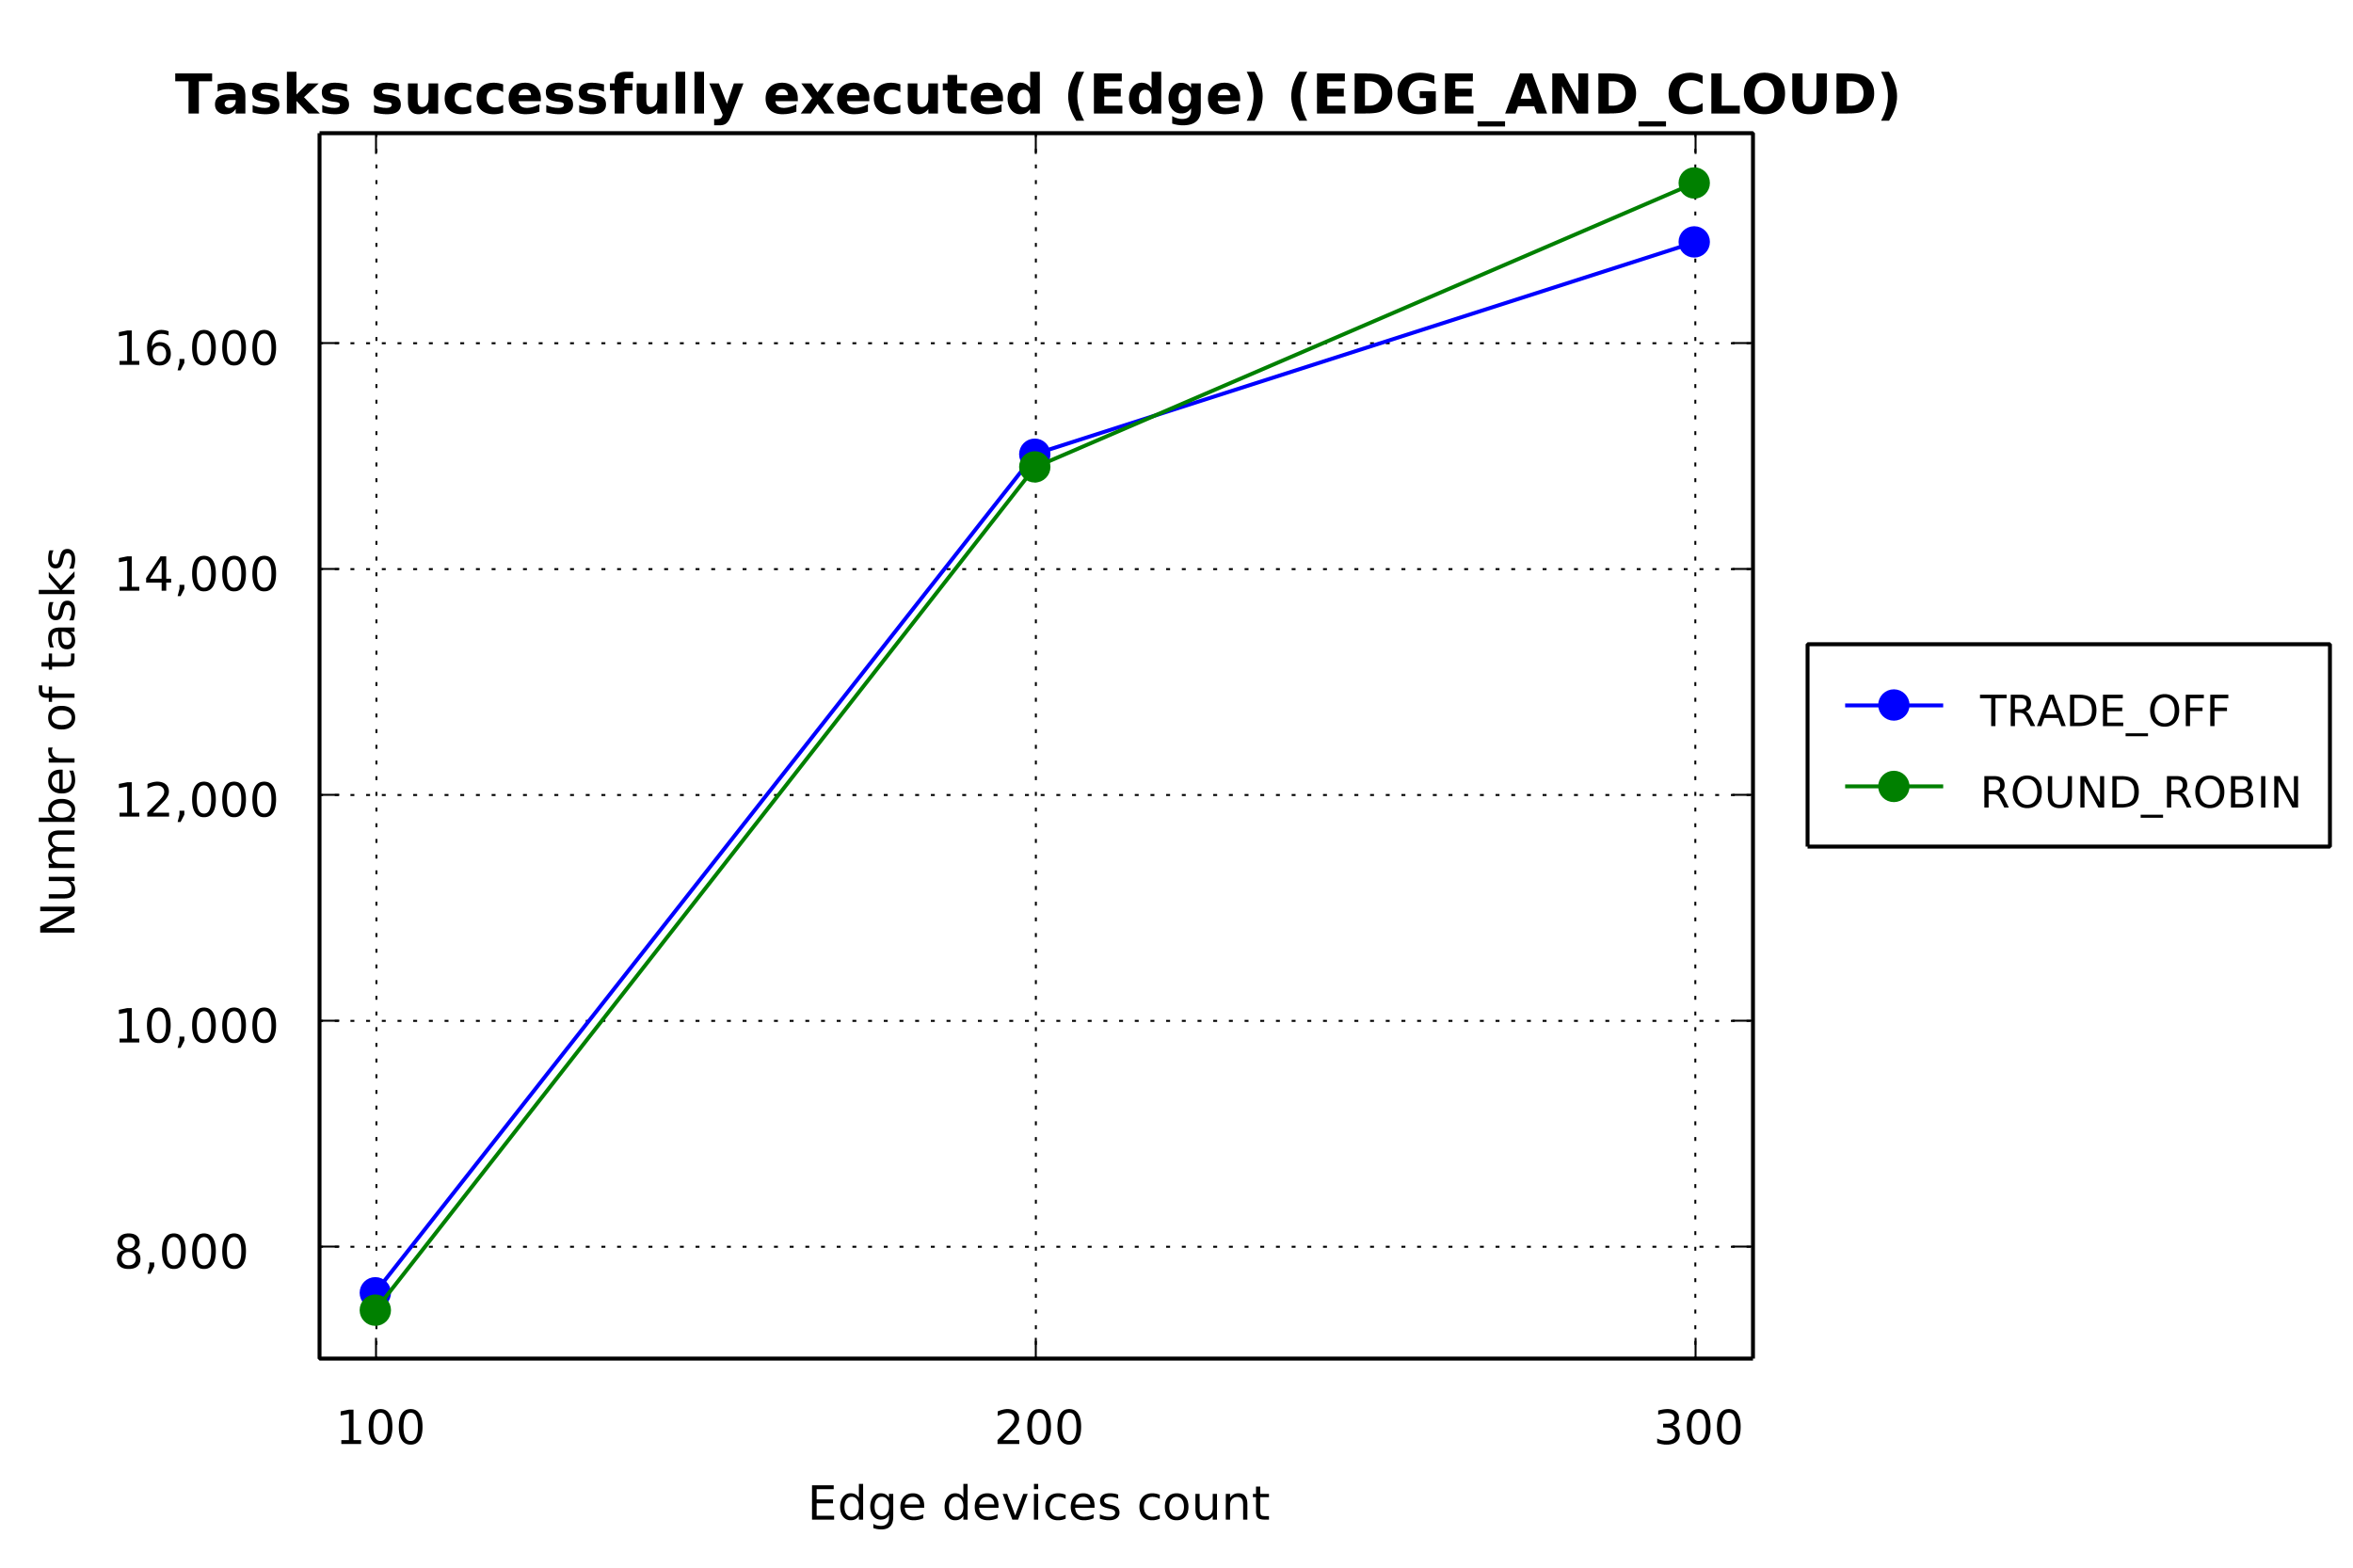 Tasks successfully executed (Edge) (EDGE_AND_CLOUD)
Number of tasks
16,000
14,000
12,000
10,000
8,000
100 200 300
Edge devices count
TRADE_OFF
ROUND_ROBIN